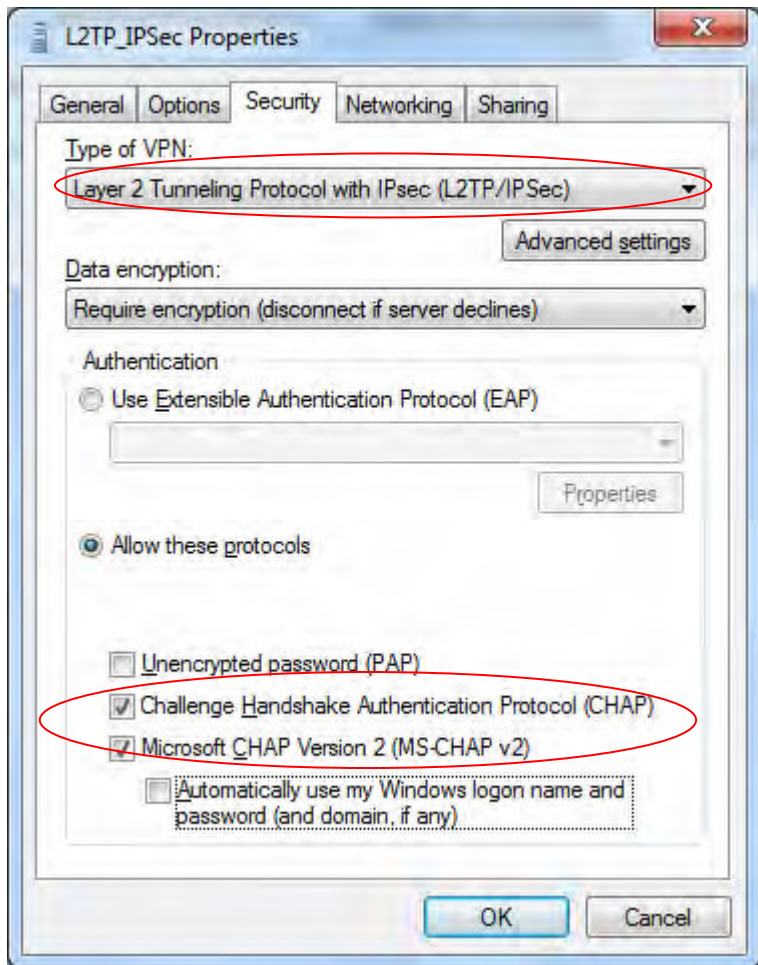 L2TP_IPSec Properties
General Options Security Networking Sharing
Type of VPN:
Layer 2 Tunneling Protocol with IPsec (L2TP/IPSec)
Advanced settings
Data encryption:
Require encryption (disconnect if server declines)
Authentication
Use Extensible Authentication Protocol (EAP)
Properties
Allow these protocols
Unencrypted password (PAP)
Challenge Handshake Authentication Protocol (CHAP)
Microsoft CHAP Version 2 (MS-CHAP v2)
Automatically use my Windows logon name and
password (and domain, if any)
OK Cancel